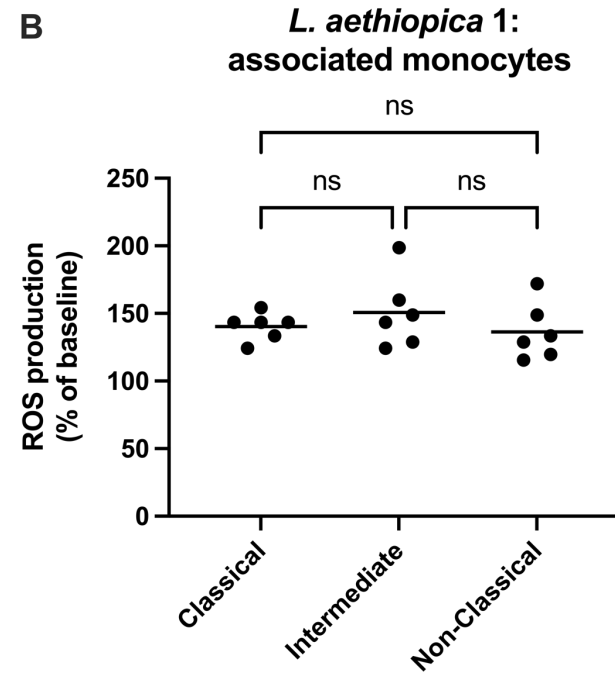 B
L. aethiopica 1:
associated monocytes
ns
ns
ns
250
200
150
100
50
0
ROS production
(% of baseline)
Classical
Intermediate
Non-Classical